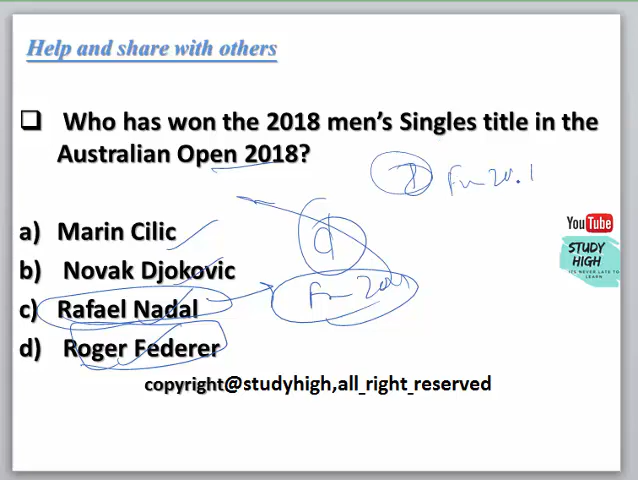 Help and share with others
Who has won the 2018 men's Singles title in the
Australian Open 2018?
a) Marin Cilic
b) Novak Djokovic
c) Rafael Nadal
d) Roger Federer
copyright@studyhigh,all_right_reserved
YouTube
STUDY
HIGH